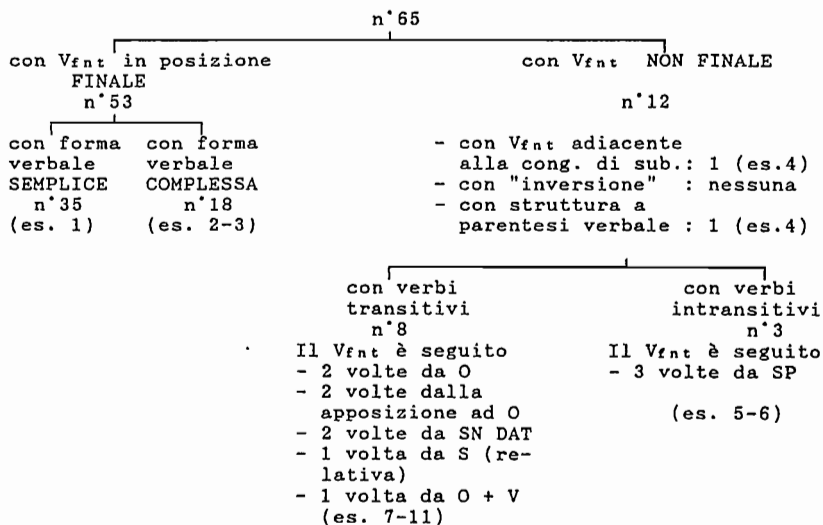 n°65
con Vfnt in posizione FINALE
n°53
con Vfnt NON FINALE
n°12
con forma verbale SEMPLICE
n°35
(es. 1)
con forma verbale COMPLESSA
n°18
(es. 2-3)
- con Vfnt adiacente
alla cong. di sub.: 1 (es.4)
- con "inversione" : nessuna
- con struttura a
parentesi verbale : 1 (es.4)
con verbi
transitivi
n°8
Il Vfnt è seguito
- 2 volte da O
- 2 volte dalla
apposizione ad O
- 2 volte da SN DAT
- 1 volta da S (re-
lativa)
- 1 volta da O + V
(es. 7-11)
con verbi
intransitivi
n°3
Il Vfnt è seguito
- 3 volte da SP
(es. 5-6)